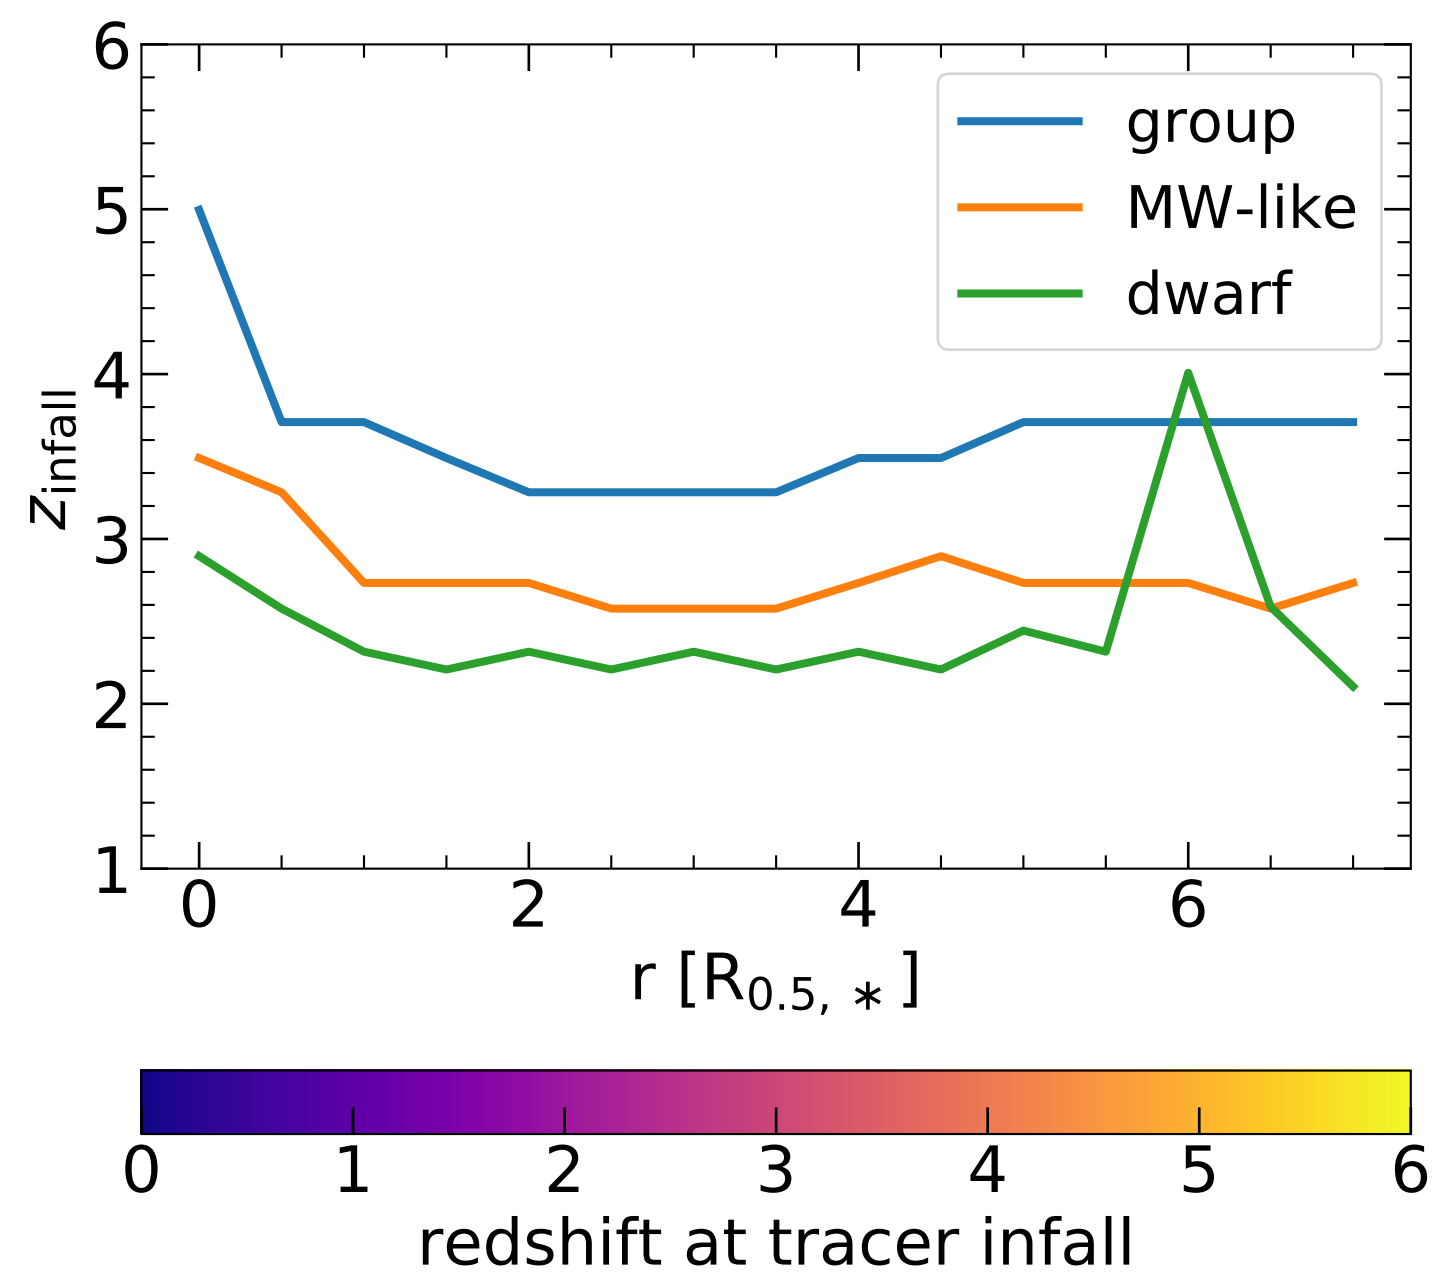 6
5
4
3
2
1
z_infall
group
MW-like
dwarf
0 2 4 6
r [R_0.5, *]
0 1 2 3 4 5 6
redshift at tracer infall